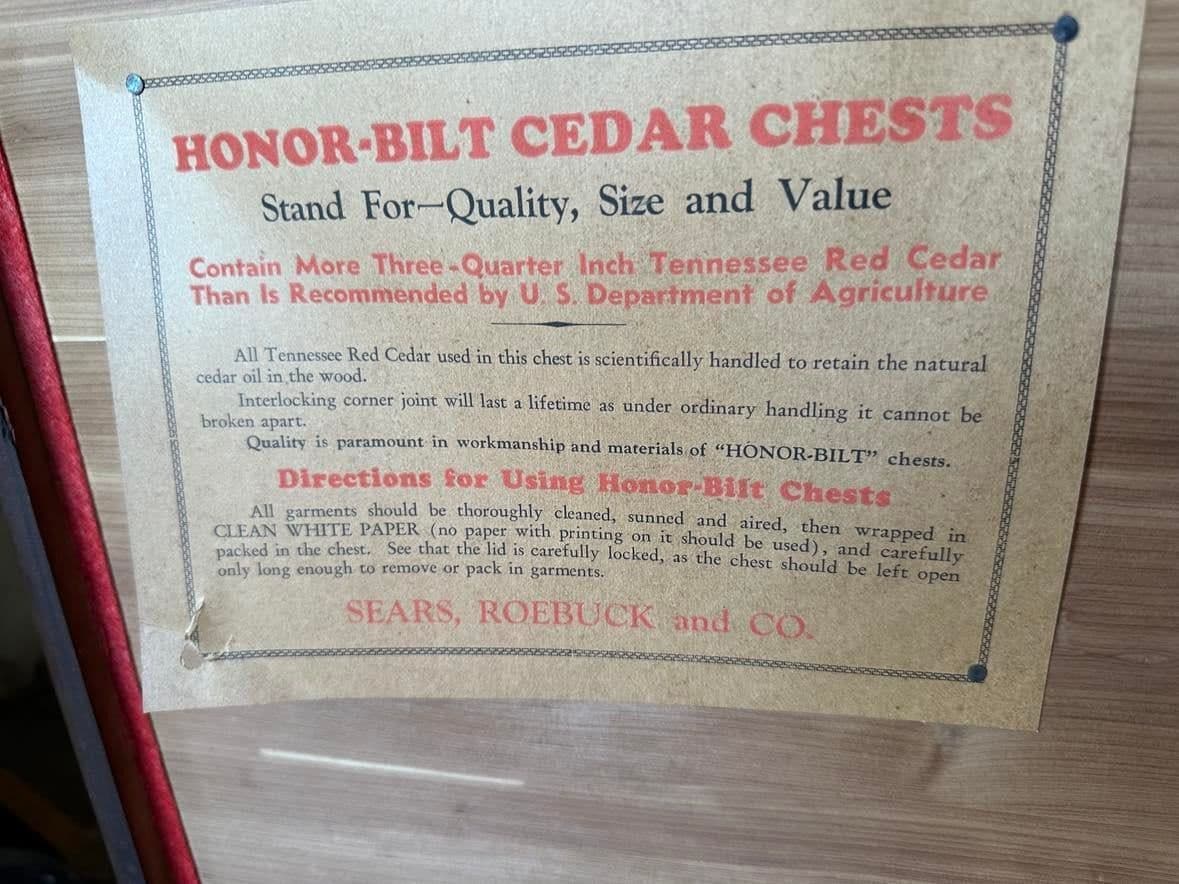 HONOR-BILT CEDAR CHESTS
Stand For—Quality, Size and Value
Contain More Three-Quarter Inch Tennessee Red Cedar
Than Is Recommended by U. S. Department of Agriculture
All Tennessee Red Cedar used in this chest is scientifically handled to retain the natural
cedar oil in the wood.
Interlocking corner joint will last a lifetime as under ordinary handling it cannot be
broken apart.
Quality is paramount in workmanship and materials of “HONOR-BILT” chests.
Directions for Using Honor-Bilt Chests
All garments should be thoroughly cleaned, sunned and aired, then wrapped in
CLEAN WHITE PAPER (no paper with printing on it should be used), and carefully
packed in the chest. See that the lid is carefully locked, as the chest should be left open
only long enough to remove or pack in garments.
SEARS, ROEBUCK and CO.